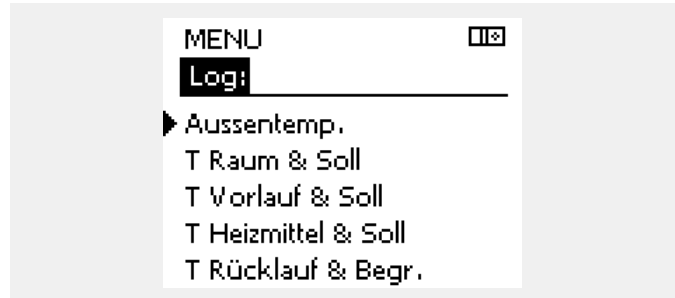 MENU
Log:
Aussentemp.
T Raum & Soll
T Vorlauf & Soll
T Heizmittel & Soll
T Rücklauf & Begr.